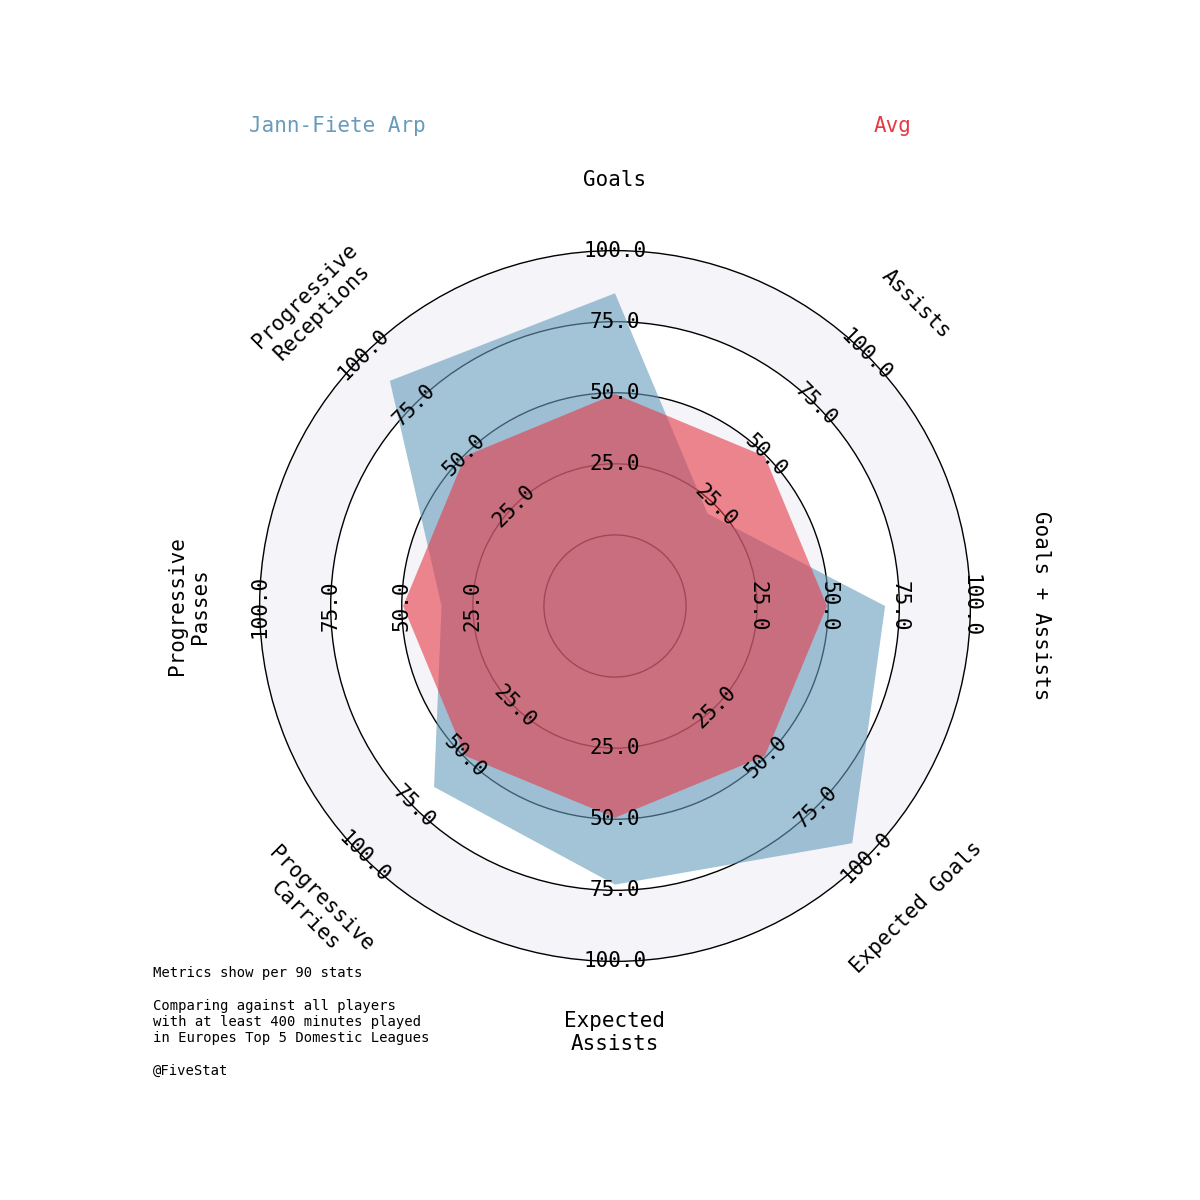 Jann-Fiete Arp
Avg
Goals
Progressive
Receptions
Assists
100.0
100.0
100.0
75.0
75.0
75.0
50.0
50.0
50.0
25.0
25.0
25.0
Progressive
Passes
100.0
75.0
50.0
25.0
25.0
50.0
75.0
100.0
Goals + Assists
25.0
25.0
25.0
50.0
50.0
50.0
75.0
75.0
75.0
100.0
100.0
100.0
Progressive
Carries
Expected Goals
Expected
Assists
Metrics show per 90 stats
Comparing against all players
with at least 400 minutes played
in Europes Top 5 Domestic Leagues
@FiveStat